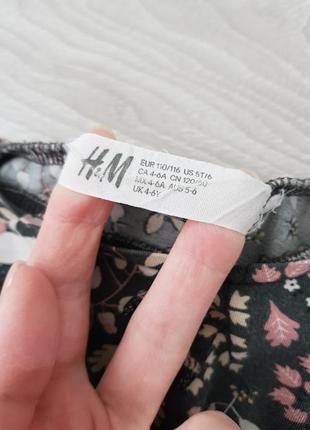 H&M
EUR 110/116 US 5T/6
CA 4-6A CN 120/60
MX 4-6A AUS 5-6
UK 4-6Y